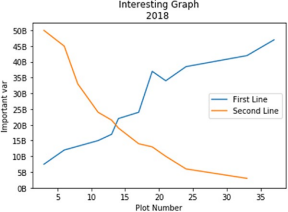 Interesting Graph
2018
50B
45B
40B
35B
30B
25B
20B
15B
10B
5B
0B
Important var
First Line
Second Line
5
10
15
20
25
30
35
Plot Number